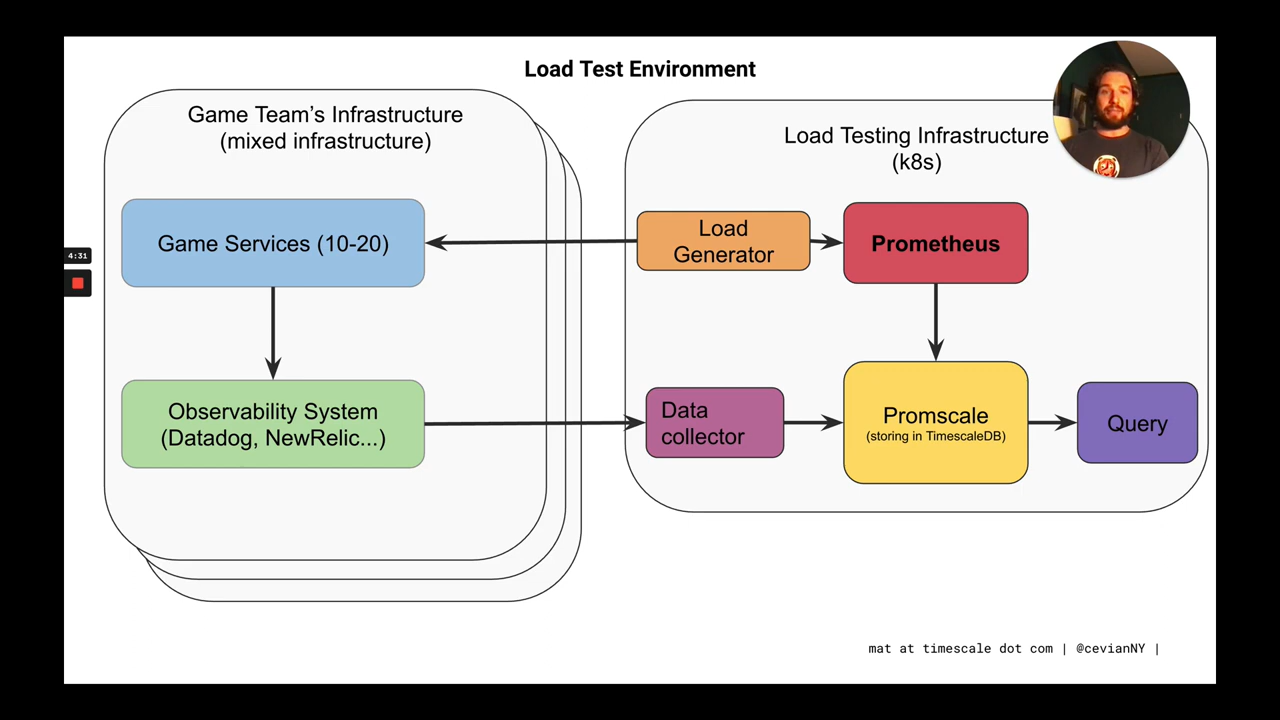 Load Test Environment
Game Team's Infrastructure
(mixed infrastructure)
Load Testing Infrastructure
(k8s)
Game Services (10-20)
Load
Generator
Prometheus
4:31
Observability System
(Datadog, NewRelic...)
Data
collector
Promscale
(storing in TimescaleDB)
Query
mat at timescale dot com | @cevianNY |